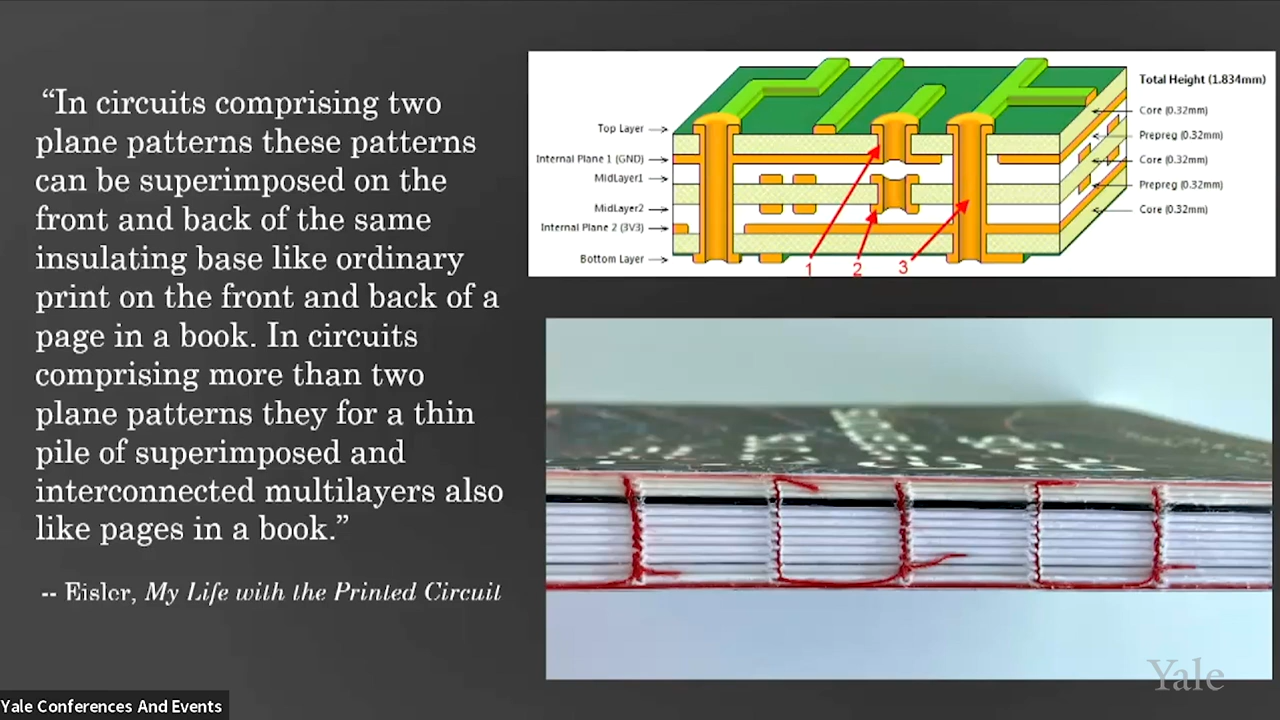 “In circuits comprising two
plane patterns these patterns
can be superimposed on the
front and back of the same
insulating base like ordinary
print on the front and back of a
page in a book. In circuits
comprising more than two
plane patterns they for a thin
pile of superimposed and
interconnected multilayers also
like pages in a book.”
-- Eisler, My Life with the Printed Circuit
Top Layer
Internal Plane 1 (GND)
MidLayer1
MidLayer2
Internal Plane 2 (3V3)
Bottom Layer
1 2 3
Total Height (1.834mm)
Core (0.32mm)
Prepreg (0.32mm)
Core (0.32mm)
Prepreg (0.32mm)
Core (0.32mm)
Yale
Yale Conferences And Events